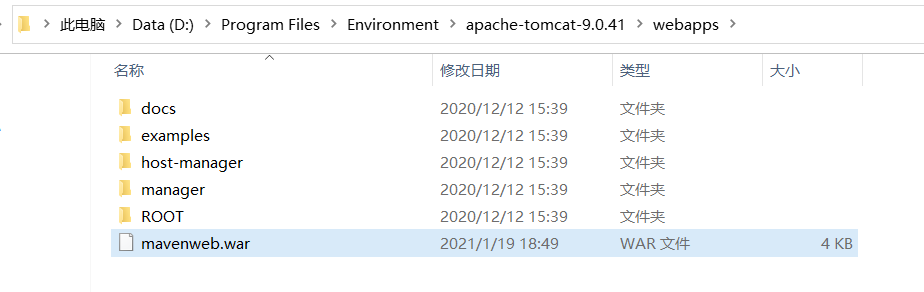 此电脑 > Data (D:) > Program Files > Environment > apache-tomcat-9.0.41 > webapps >
名称 修改日期 类型 大小
docs 2020/12/12 15:39 文件夹
examples 2020/12/12 15:39 文件夹
host-manager 2020/12/12 15:39 文件夹
manager 2020/12/12 15:39 文件夹
ROOT 2020/12/12 15:39 文件夹
mavenweb.war 2021/1/19 18:49 WAR 文件 4 KB